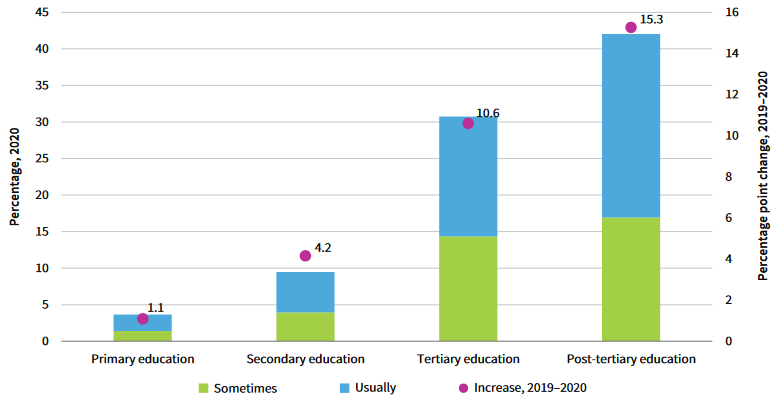 45
40
35
30
25
20
15
10
5
0
Percentage, 2020
16
14
12
10
8
6
4
2
0
Percentage point change, 2019–2020
1.1
4.2
10.6
15.3
Primary education
Secondary education
Tertiary education
Post-tertiary education
Sometimes
Usually
Increase, 2019–2020